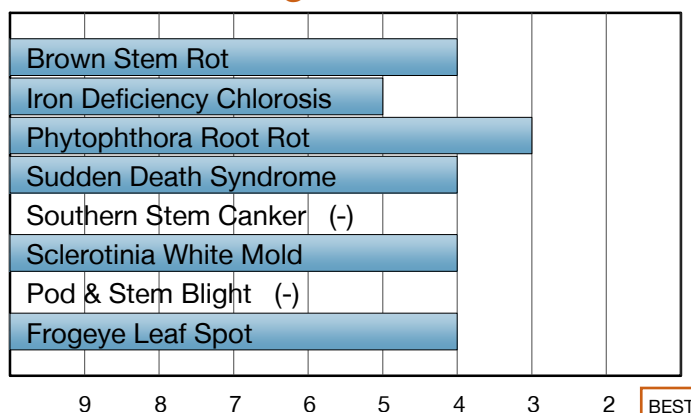 Brown Stem Rot
Iron Deficiency Chlorosis
Phytophthora Root Rot
Sudden Death Syndrome
Southern Stem Canker (-)
Sclerotinia White Mold
Pod & Stem Blight (-)
Frogeye Leaf Spot
9 8 7 6 5 4 3 2 BEST